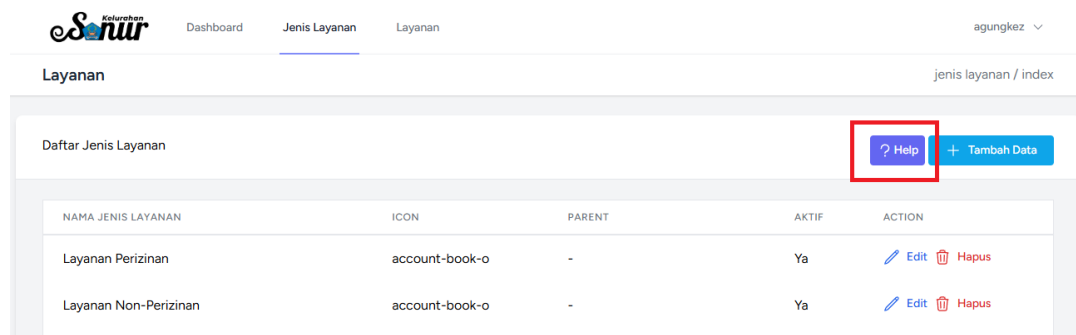 Kelurahan
Sanur
Dashboard Jenis Layanan Layanan agungkez
Layanan jenis layanan / index
Daftar Jenis Layanan ? Help + Tambah Data
NAMA JENIS LAYANAN ICON PARENT AKTIF ACTION
Layanan Perizinan account-book-o - Ya Edit Hapus
Layanan Non-Perizinan account-book-o - Ya Edit Hapus